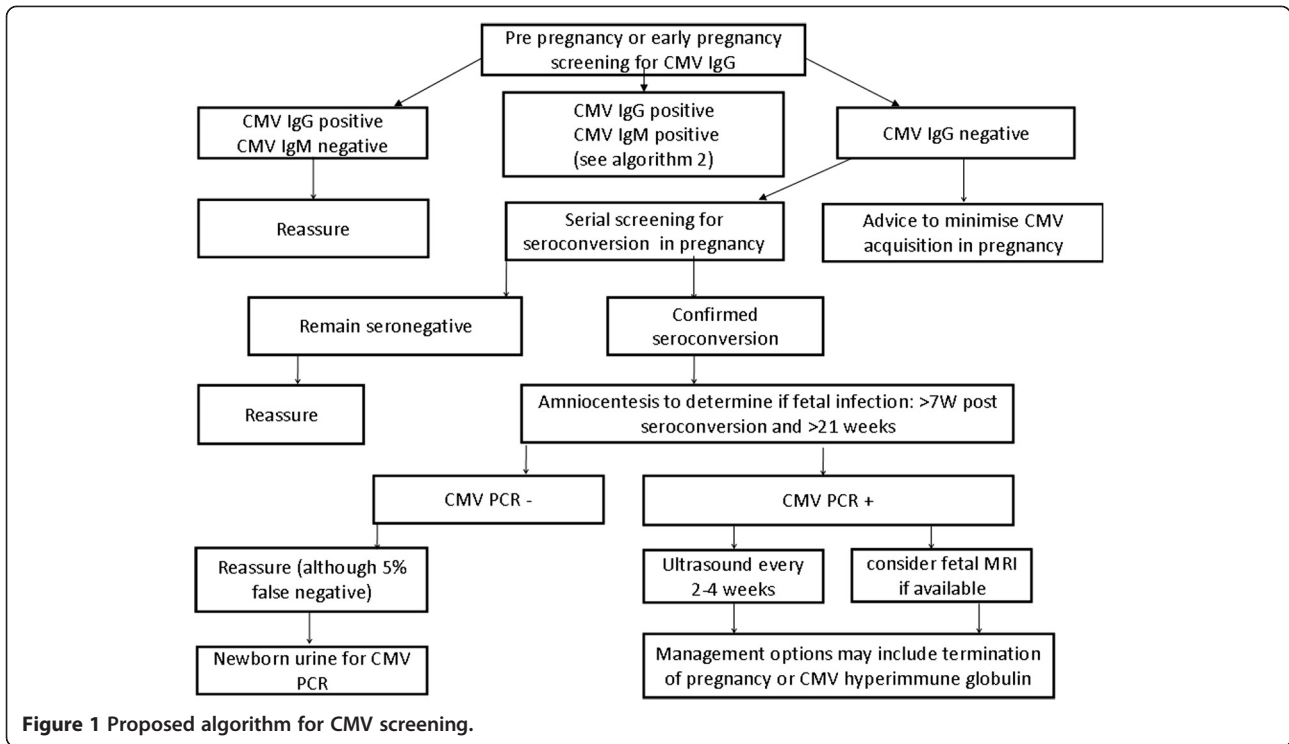 Pre pregnancy or early pregnancy
screening for CMV IgG
CMV IgG positive
CMV IgM negative
CMV IgG positive
CMV IgM positive
(see algorithm 2)
CMV IgG negative
Reassure
Serial screening for
seroconversion in pregnancy
Advice to minimise CMV
acquisition in pregnancy
Remain seronegative
Confirmed
seroconversion
Reassure
Amniocentesis to determine if fetal infection: >7W post
seroconversion and >21 weeks
CMV PCR -
CMV PCR +
Reassure (although 5%
false negative)
Ultrasound every
2-4 weeks
consider fetal MRI
if available
Newborn urine for CMV
PCR
Management options may include termination
of pregnancy or CMV hyperimmune globulin
Figure 1 Proposed algorithm for CMV screening.